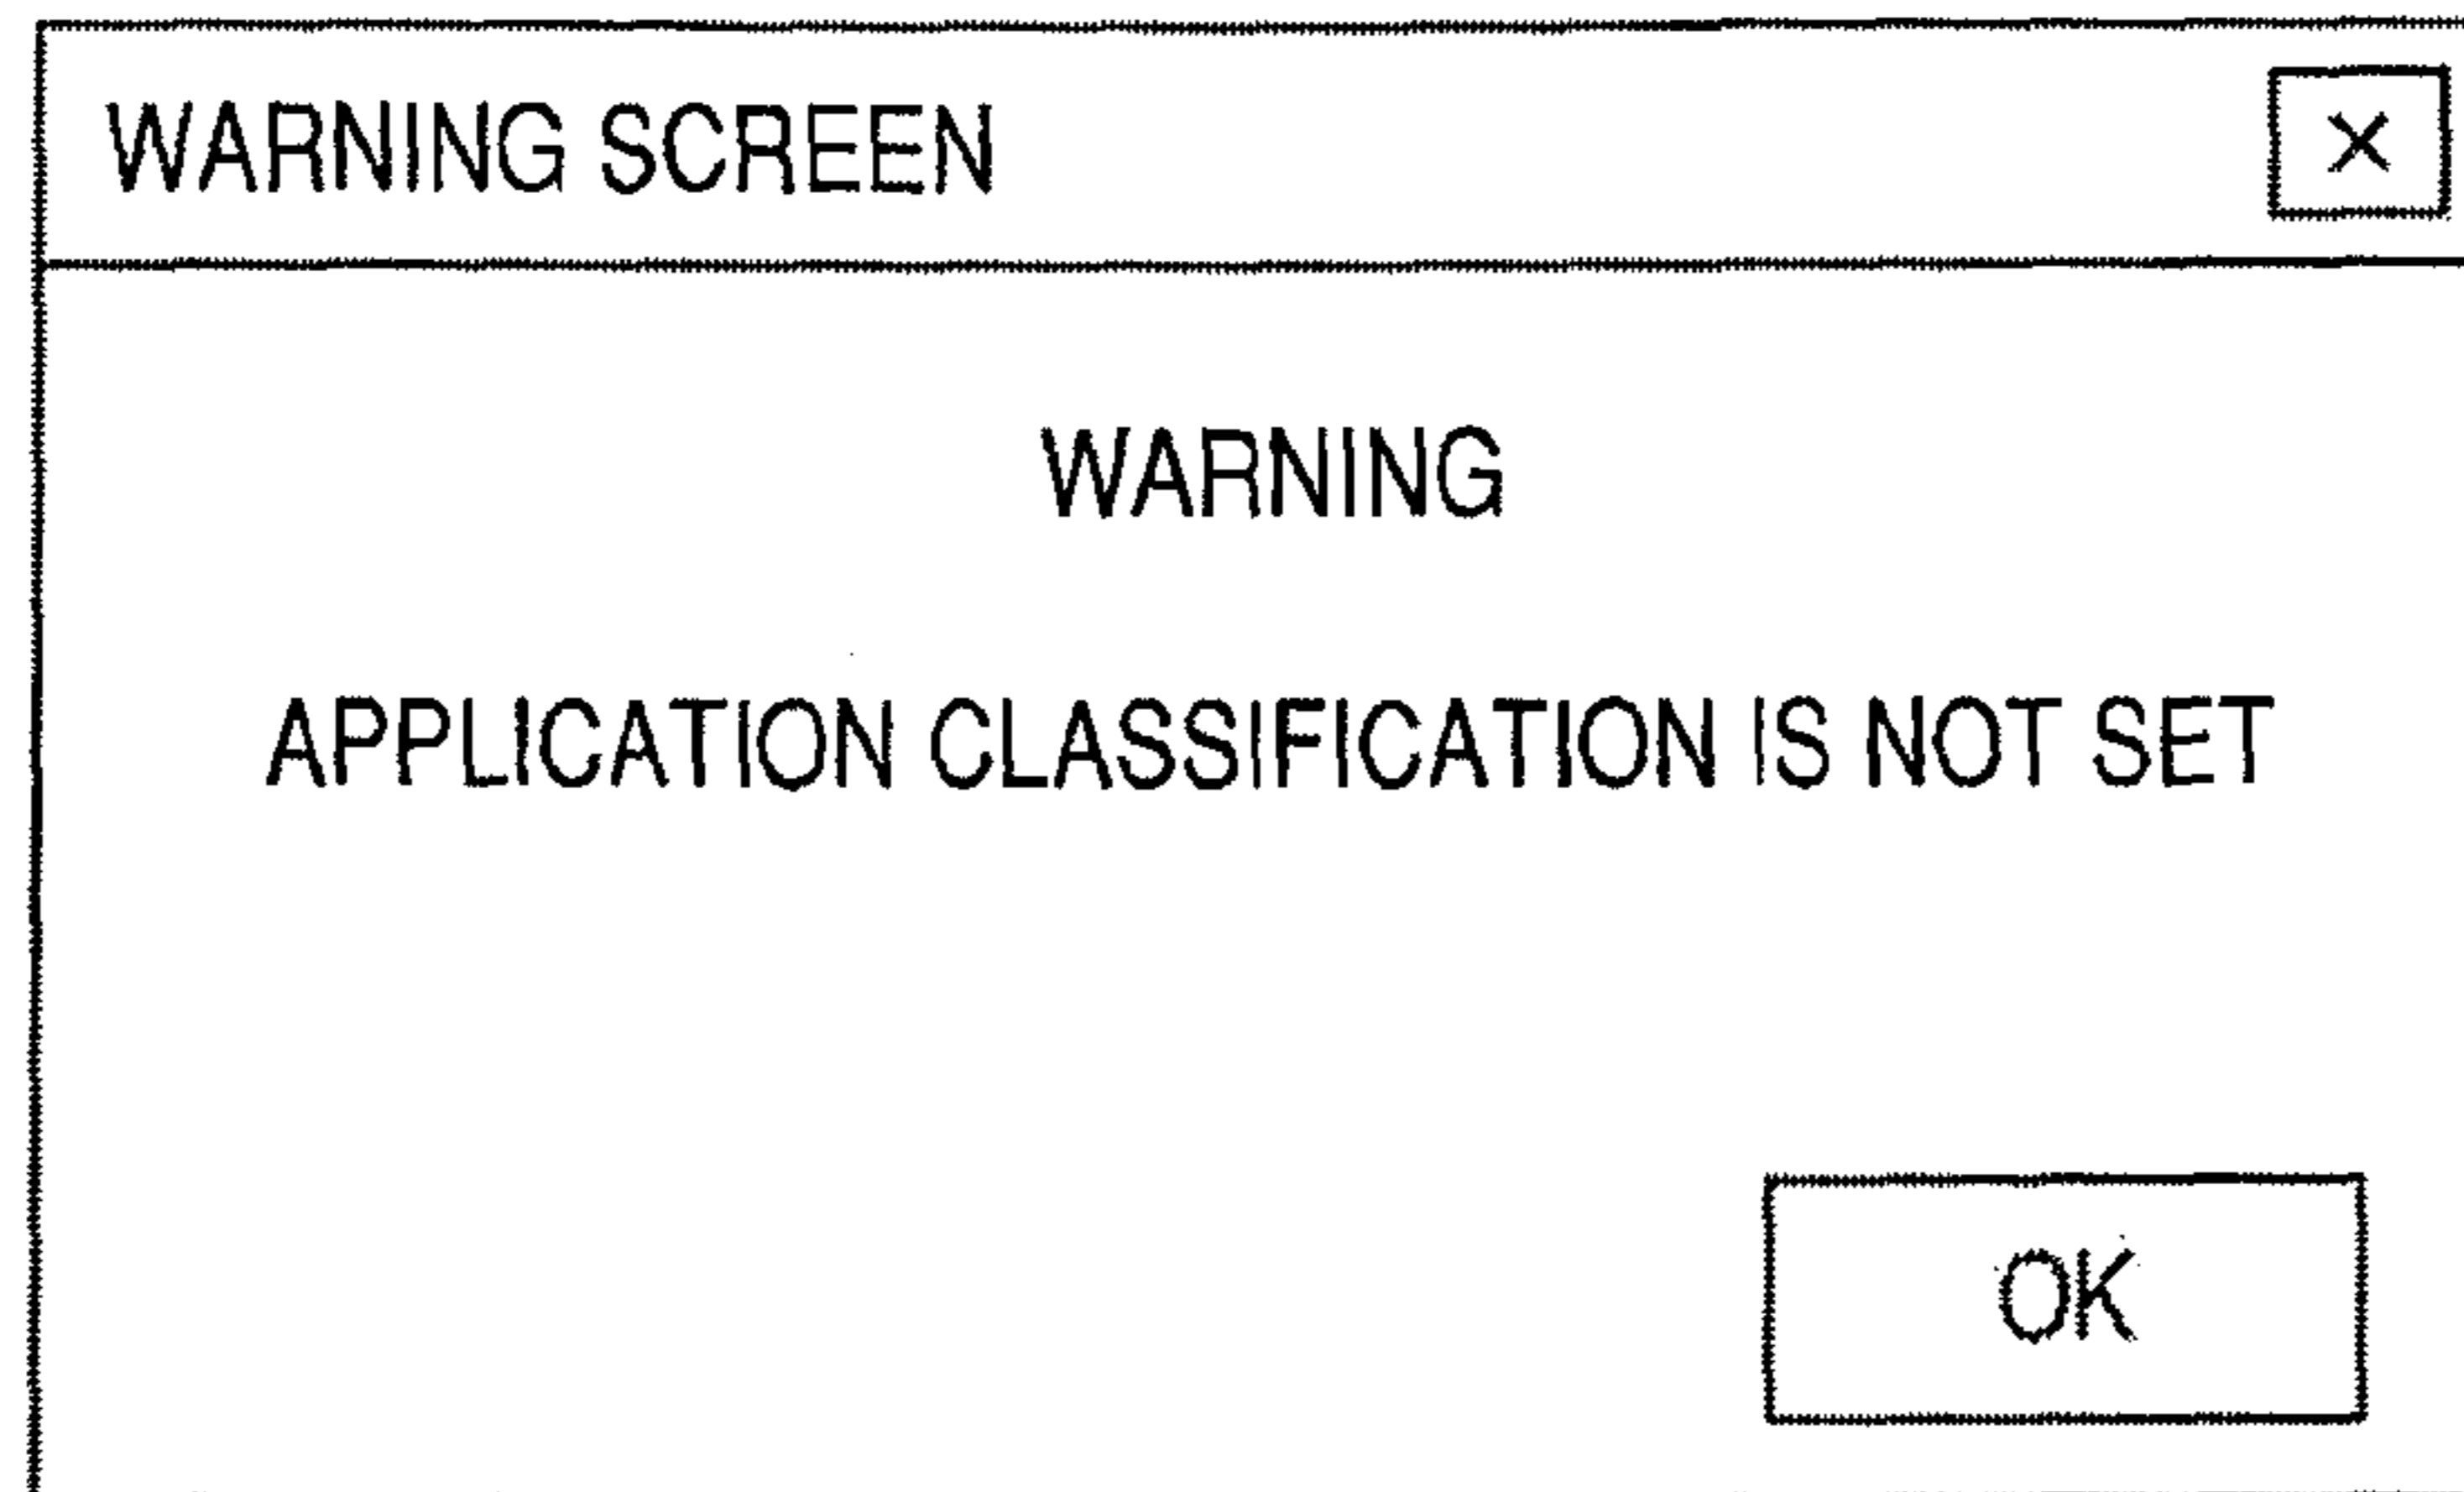 WARNING SCREEN ×
WARNING
APPLICATION CLASSIFICATION IS NOT SET
OK